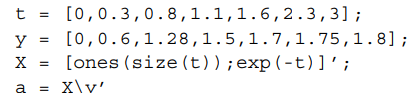 t = [0,0.3,0.8,1.1,1.6,2.3,3];
y = [0,0.6,1.28,1.5,1.7,1.75,1.8];
X = [ones(size(t));exp(-t)]’;
a = X\y’